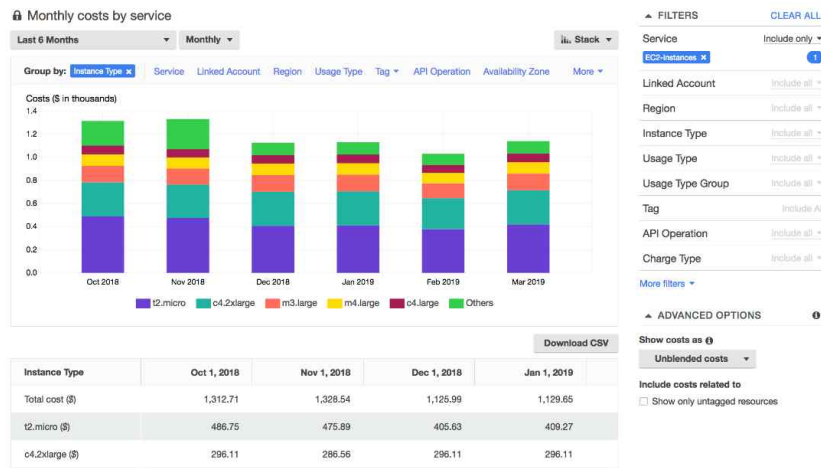 Monthly costs by service
Last 6 Months Monthly Stack
Group by: Instance Type × Service Linked Account Region Usage Type Tag API Operation Availability Zone More
Costs ($ in thousands)
1.4
1.2
1.0
0.8
0.6
0.4
0.2
0.0
Oct 2018 Nov 2018 Dec 2018 Jan 2019 Feb 2019 Mar 2019
t2.micro c4.2xlarge m3.large m4.large c4.large Others
Download CSV
Instance Type Oct 1, 2018 Nov 1, 2018 Dec 1, 2018 Jan 1, 2019
Total cost ($) 1,312.71 1,328.54 1,125.99 1,129.65
t2.micro ($) 486.75 475.89 405.63 409.27
c4.2xlarge ($) 296.11 286.56 296.11 296.11
FILTERS CLEAR ALL
Service Include only
EC2-Instances × 1
Linked Account Include all
Region Include all
Instance Type Include all
Usage Type Include all
Usage Type Group Include all
Tag Include A
API Operation Include all
Charge Type Include all
More filters
ADVANCED OPTIONS
Show costs as
Unblended costs
Include costs related to
Show only untagged resources